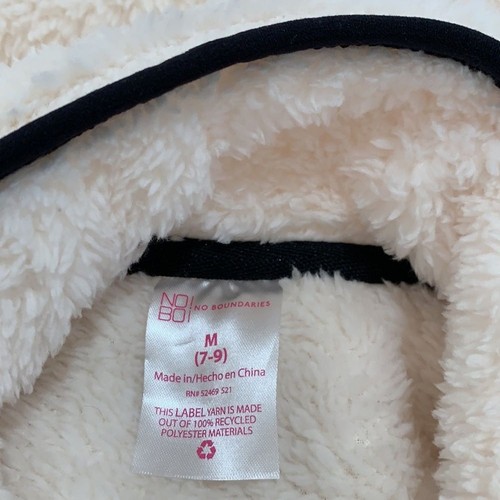 NO!
BO!
NO BOUNDARIES
M
(7-9)
Made in/Hecho en China
RN# 52469 S21
THIS LABEL YARN IS MADE
OUT OF 100% RECYCLED
POLYESTER MATERIALS